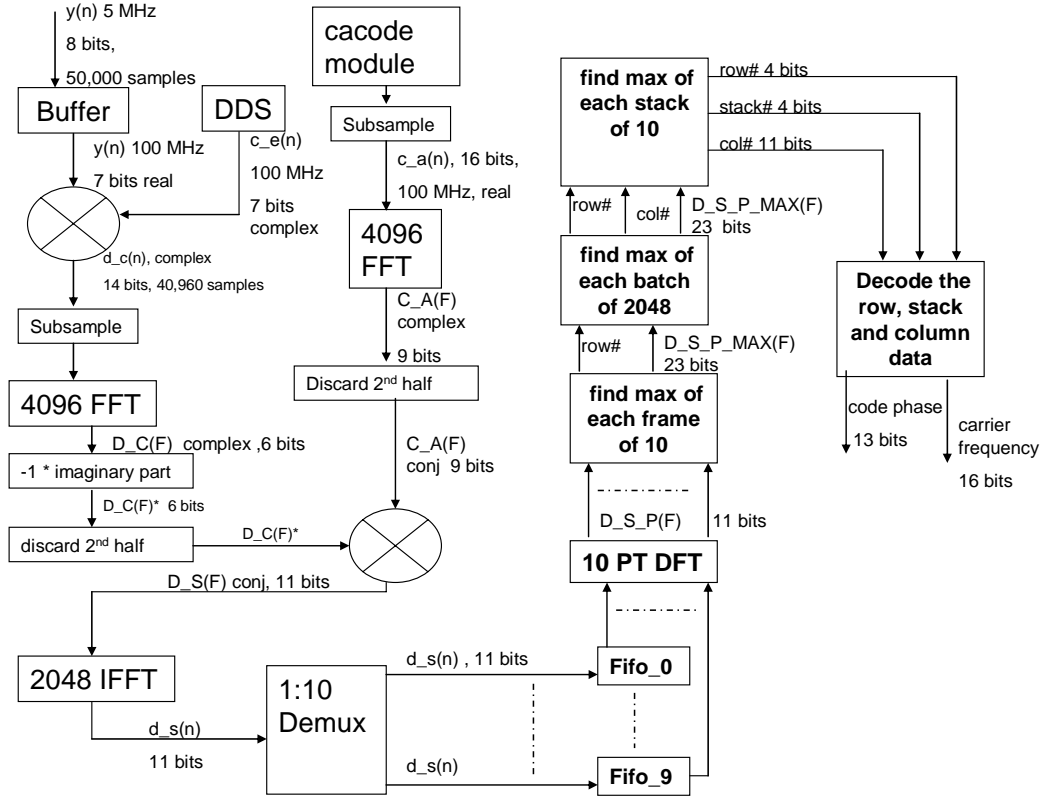 y(n) 5 MHz
8 bits,
50,000 samples
Buffer
DDS
y(n) 100 MHz
7 bits real
c_e(n)
100 MHz
7 bits
complex
d_c(n), complex
14 bits, 40,960 samples
Subsample
4096 FFT
D_C(F) complex ,6 bits
-1 * imaginary part
D_C(F)* 6 bits
discard 2nd half
D_C(F)*
cacode
module
Subsample
c_a(n), 16 bits,
100 MHz, real
4096
FFT
C_A(F)
complex
9 bits
Discard 2nd half
C_A(F)
conj 9 bits
D_S(F) conj, 11 bits
2048 IFFT
d_s(n)
11 bits
1:10
Demux
d_s(n) , 11 bits
d_s(n)
Fifo_0
Fifo_9
10 PT DFT
D_S_P(F)
11 bits
find max of
each frame
of 10
row#
D_S_P_MAX(F)
23 bits
find max of
each batch
of 2048
row#
col#
D_S_P_MAX(F)
23 bits
find max of
each stack
of 10
row# 4 bits
stack# 4 bits
col# 11 bits
Decode the
row, stack
and column
data
code phase
13 bits
carrier
frequency
16 bits